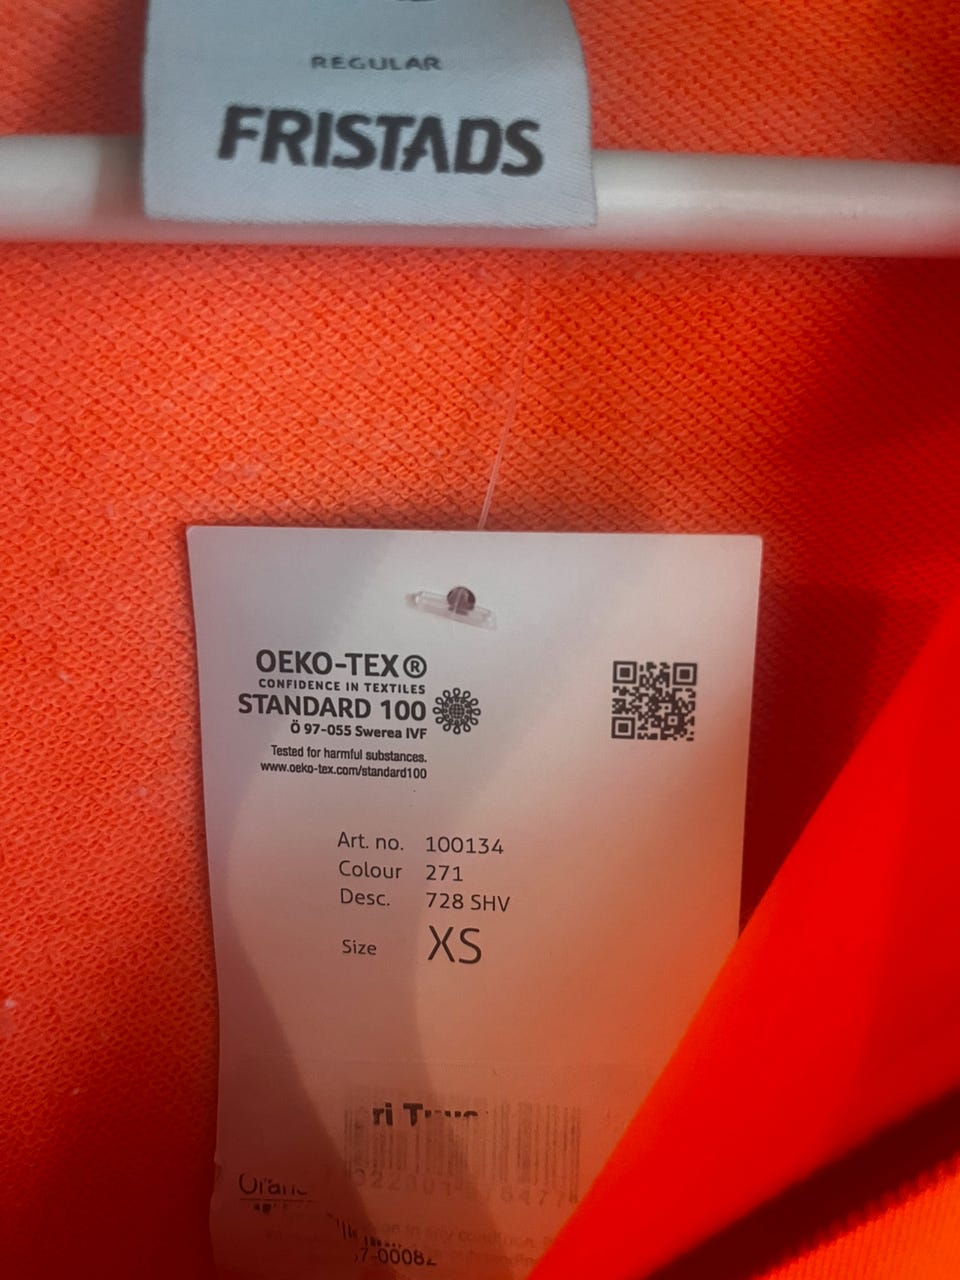 REGULAR
FRISTADS
OEKO-TEX®
CONFIDENCE IN TEXTILES
STANDARD 100
Ö 97-055 Swerea IVF
Tested for harmful substances.
www.oeko-tex.com/standard100
Art. no. 100134
Colour 271
Desc. 728 SHV
Size XS